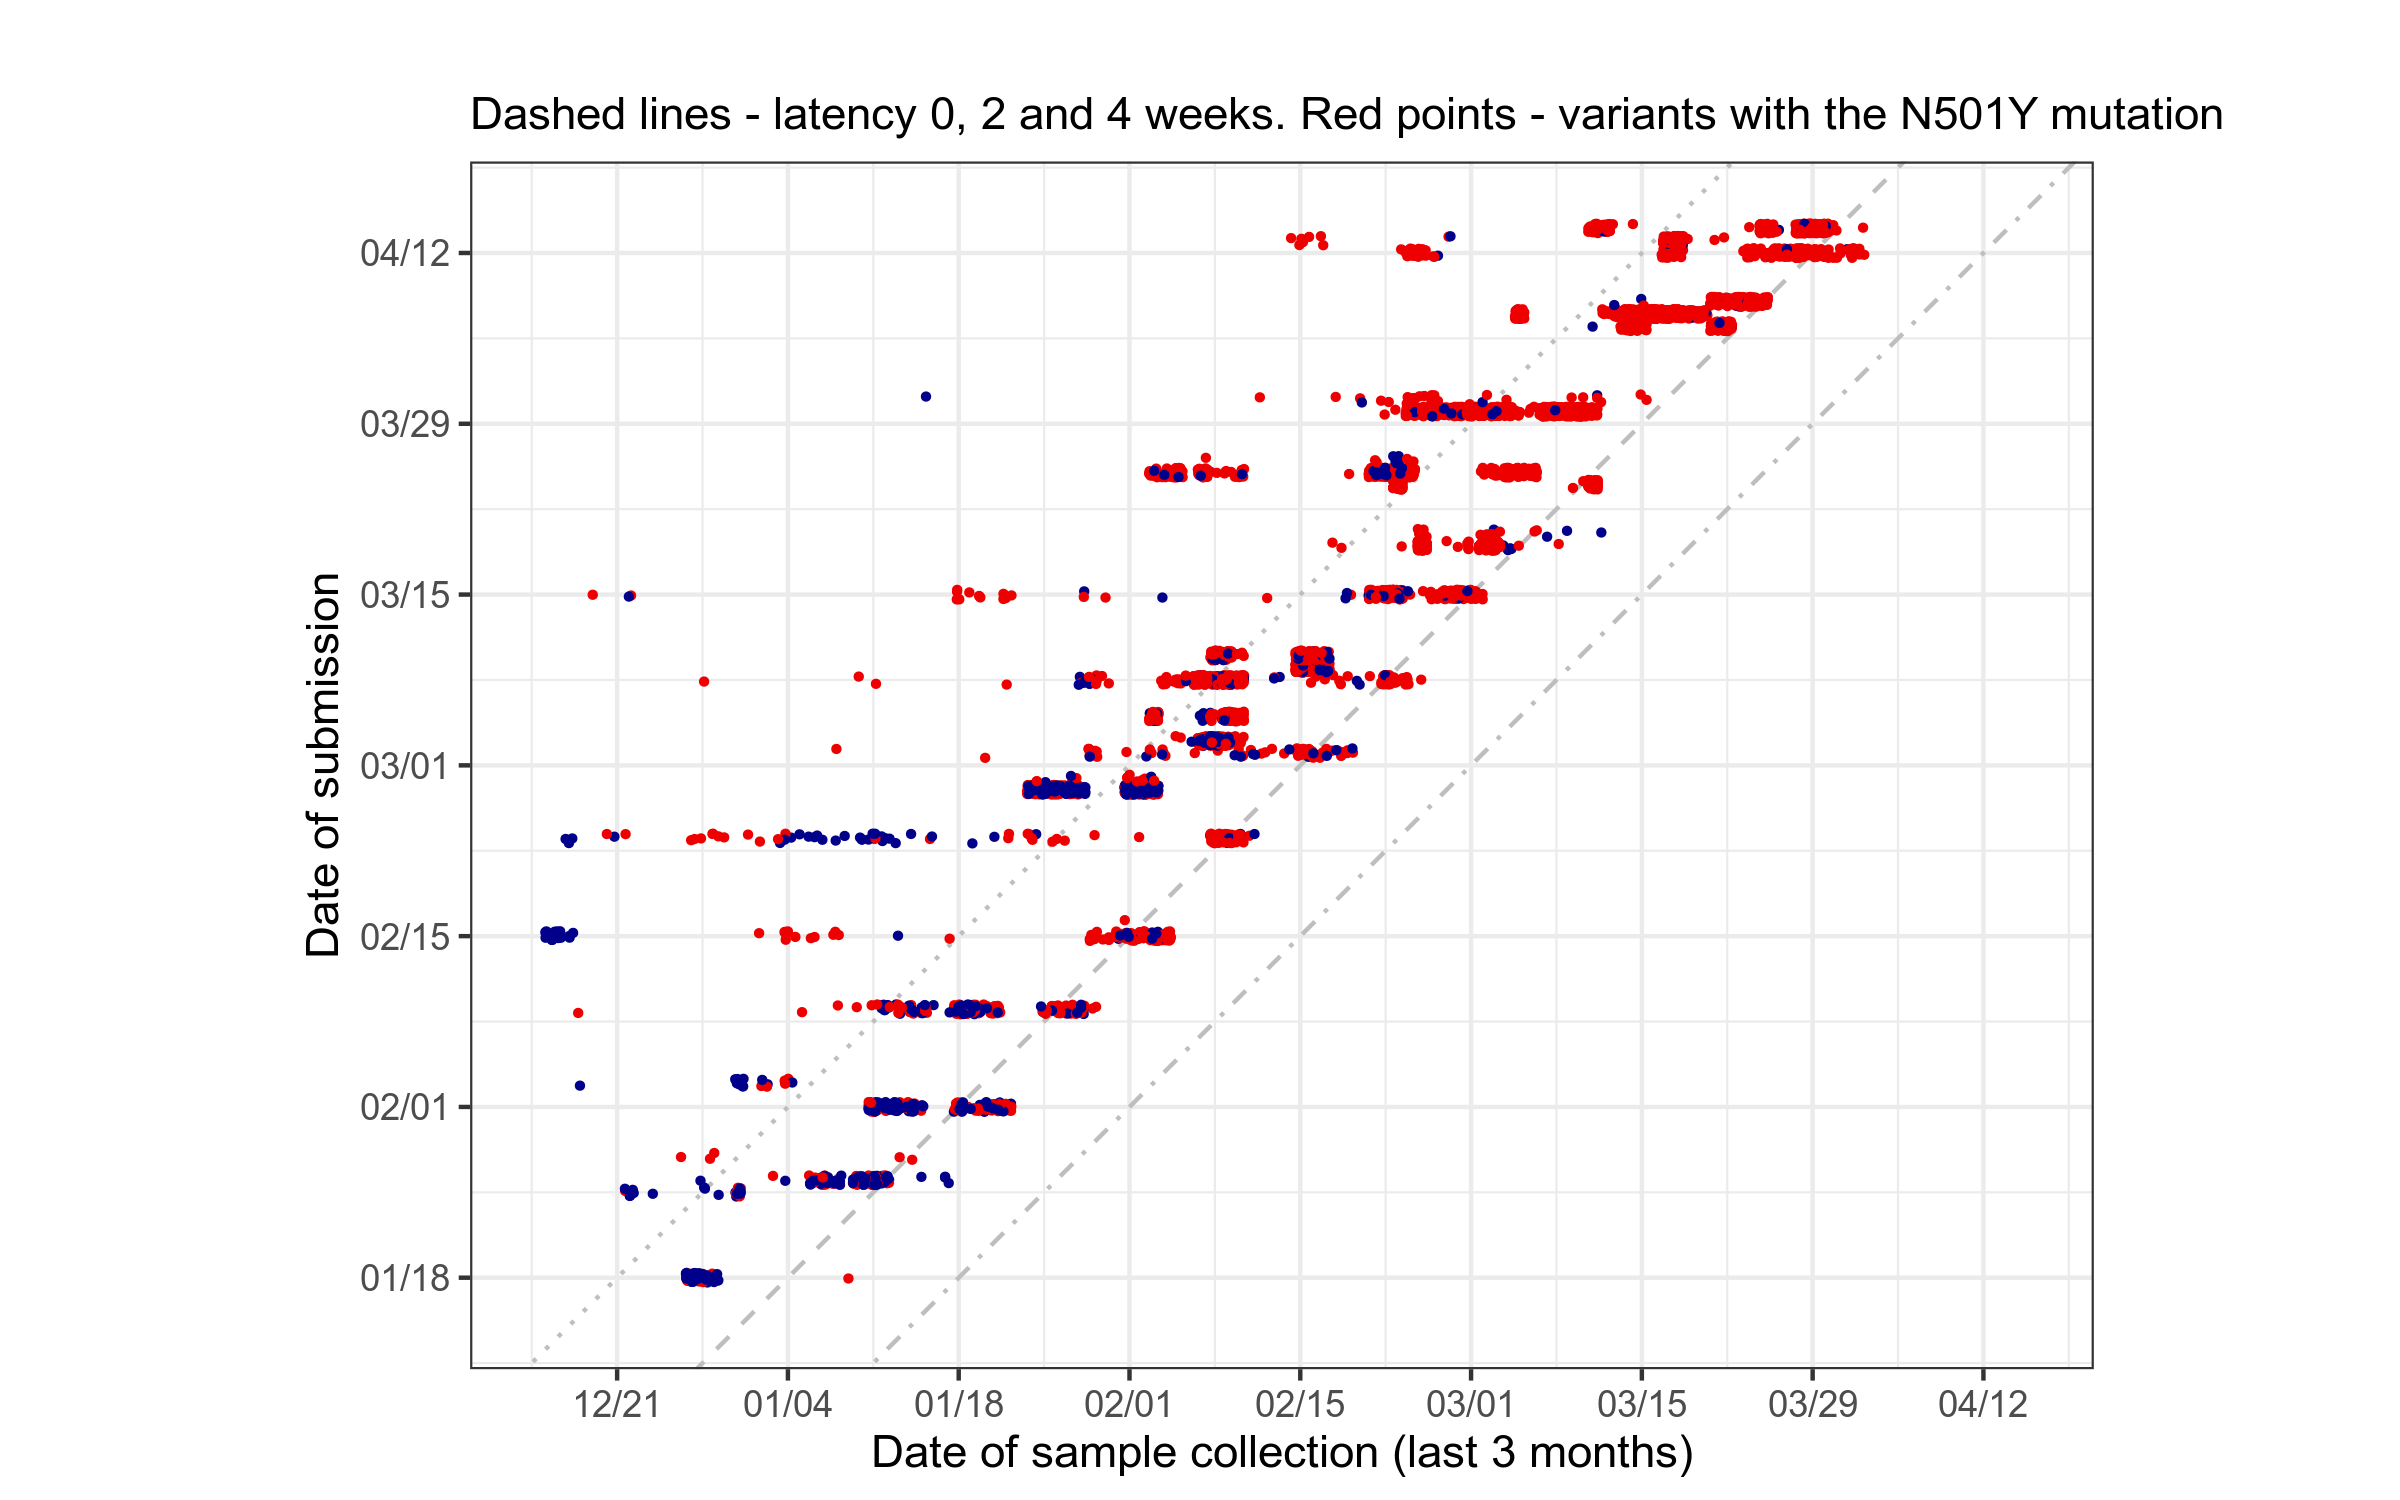 Dashed lines - latency 0, 2 and 4 weeks. Red points - variants with the N501Y mutation
Date of submission
04/12
03/29
03/15
03/01
02/15
02/01
01/18
12/21 01/04 01/18 02/01 02/15 03/01 03/15 03/29 04/12
Date of sample collection (last 3 months)